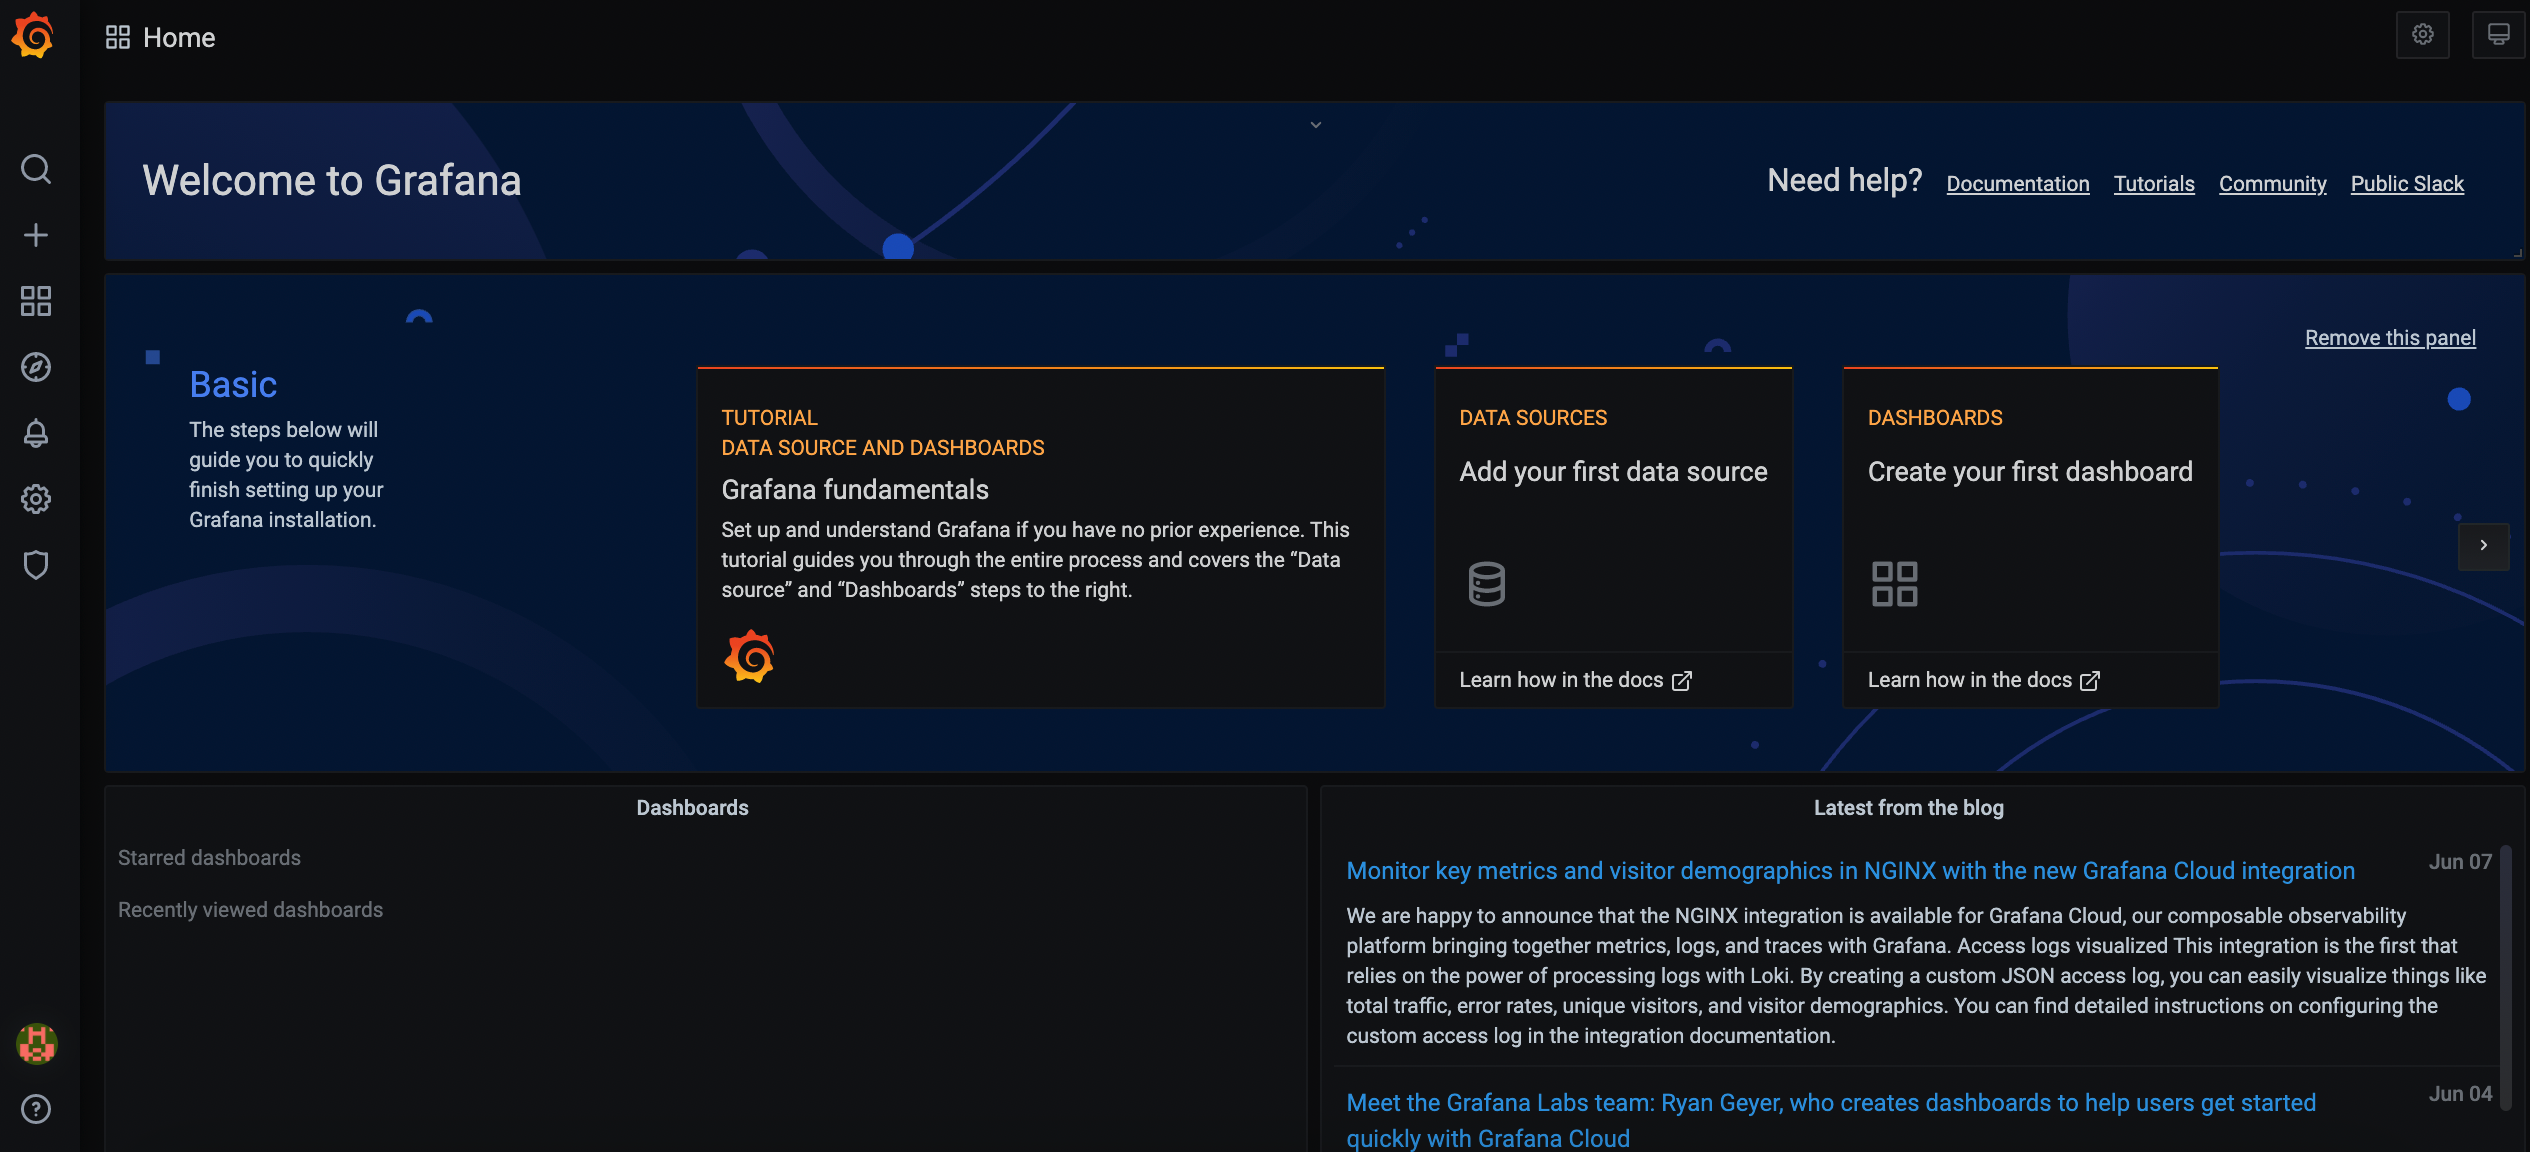 Home
Welcome to Grafana
Need help? Documentation Tutorials Community Public Slack
Remove this panel
Basic
The steps below will
guide you to quickly
finish setting up your
Grafana installation.
TUTORIAL
DATA SOURCE AND DASHBOARDS
Grafana fundamentals
Set up and understand Grafana if you have no prior experience. This
tutorial guides you through the entire process and covers the “Data
source” and “Dashboards” steps to the right.
DATA SOURCES
Add your first data source
Learn how in the docs
DASHBOARDS
Create your first dashboard
Learn how in the docs
Dashboards
Starred dashboards
Recently viewed dashboards
Latest from the blog
Monitor key metrics and visitor demographics in NGINX with the new Grafana Cloud integration
Jun 07
We are happy to announce that the NGINX integration is available for Grafana Cloud, our composable observability
platform bringing together metrics, logs, and traces with Grafana. Access logs visualized This integration is the first that
relies on the power of processing logs with Loki. By creating a custom JSON access log, you can easily visualize things like
total traffic, error rates, unique visitors, and visitor demographics. You can find detailed instructions on configuring the
custom access log in the integration documentation.
Meet the Grafana Labs team: Ryan Geyer, who creates dashboards to help users get started
quickly with Grafana Cloud
Jun 04